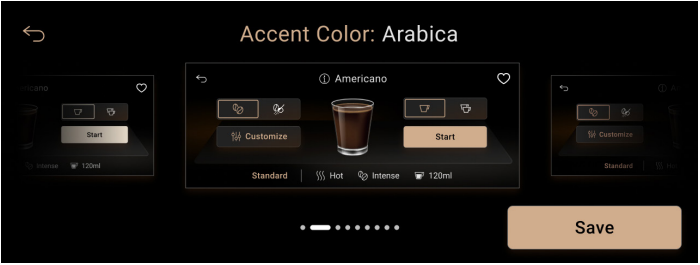 Accent Color: Arabica
Americano
Customize
Start
Standard
Hot
Intense
120ml
Start
Intense
120ml
Customize
Standard
Save